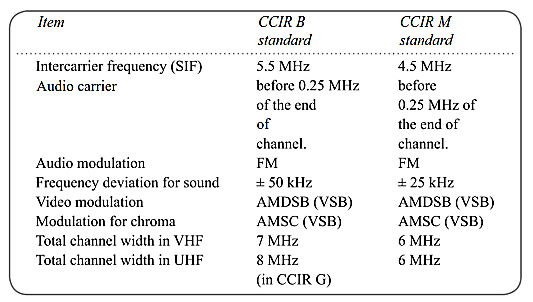 Item CCIR B CCIR M
standard standard
Intercarrier frequency (SIF) 5.5 MHz 4.5 MHz
Audio carrier before 0.25 MHz before
of the end 0.25 MHz of
of the end of
channel. channel.
Audio modulation FM FM
Frequency deviation for sound ± 50 kHz ± 25 kHz
Video modulation AMDSB (VSB) AMDSB (VSB)
Modulation for chroma AMSC (VSB) AMSC (VSB)
Total channel width in VHF 7 MHz 6 MHz
Total channel width in UHF 8 MHz 6 MHz
(in CCIR G)